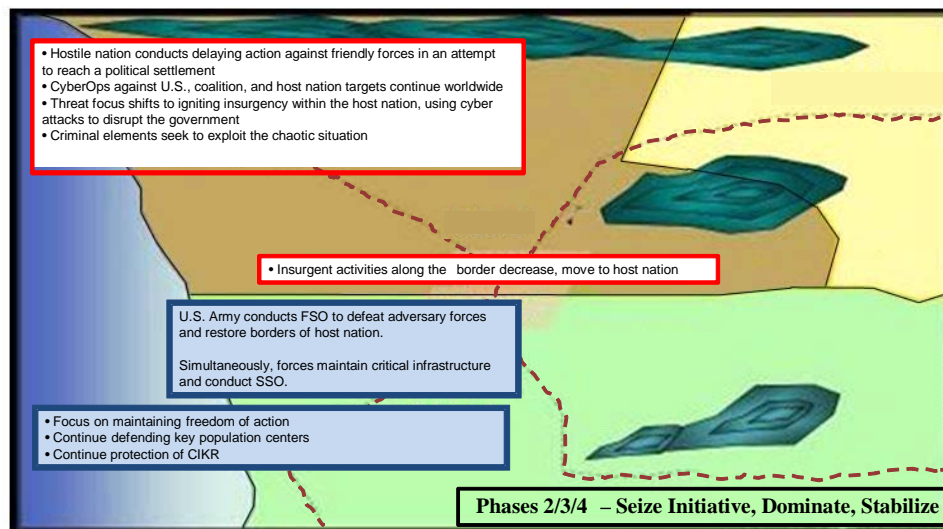 • Hostile nation conducts delaying action against friendly forces in an attempt
to reach a political settlement
• CyberOps against U.S., coalition, and host nation targets continue worldwide
• Threat focus shifts to igniting insurgency within the host nation, using cyber
attacks to disrupt the government
• Criminal elements seek to exploit the chaotic situation
• Insurgent activities along the border decrease, move to host nation
U.S. Army conducts FSO to defeat adversary forces
and restore borders of host nation.
Simultaneously, forces maintain critical infrastructure
and conduct SSO.
• Focus on maintaining freedom of action
• Continue defending key population centers
• Continue protection of CIKR
Phases 2/3/4 – Seize Initiative, Dominate, Stabilize